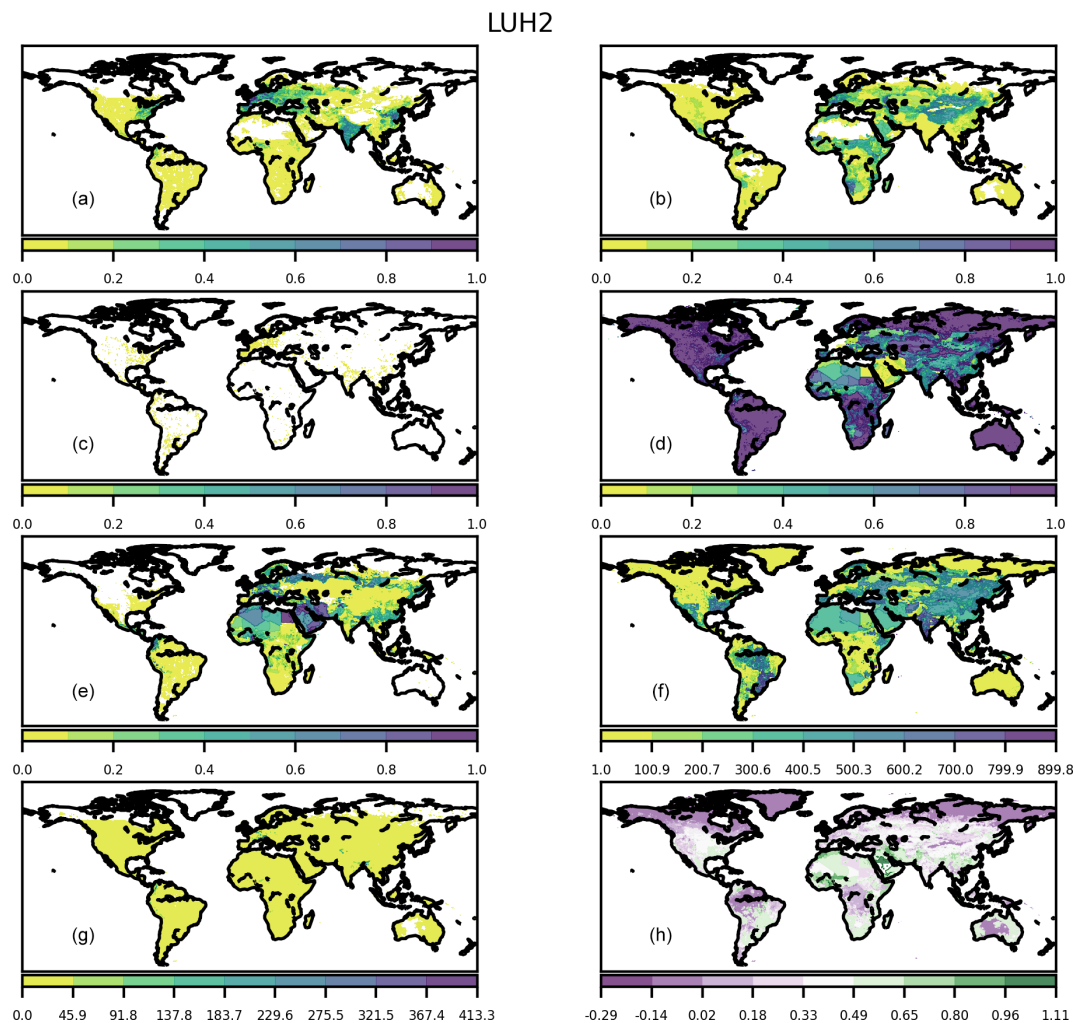 LUH2
(a)
(b)
0.0 0.2 0.4 0.6 0.8 1.0
0.0 0.2 0.4 0.6 0.8 1.0
(c)
(d)
0.0 0.2 0.4 0.6 0.8 1.0
0.0 0.2 0.4 0.6 0.8 1.0
(e)
(f)
0.0 0.2 0.4 0.6 0.8 1.0
1.0 100.9 200.7 300.6 400.5 500.3 600.2 700.0 799.9 899.8
(g)
(h)
0.0 45.9 91.8 137.8 183.7 229.6 275.5 321.5 367.4 413.3
-0.29 -0.14 0.02 0.18 0.33 0.49 0.65 0.80 0.96 1.11